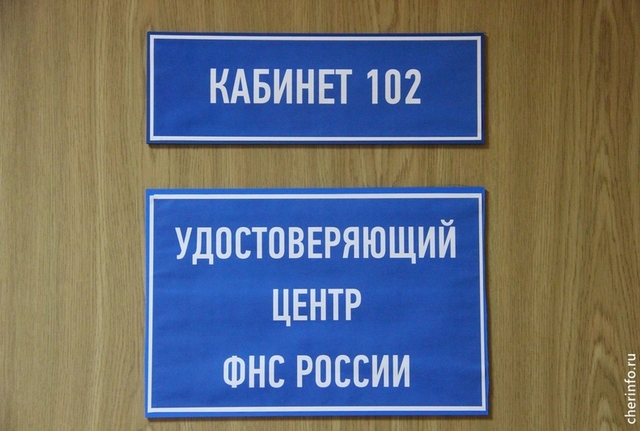 КАБИНЕТ 102
УДОСТОВЕРЯЮЩИЙ
ЦЕНТР
ФНС РОССИИ
cherinfo.ru